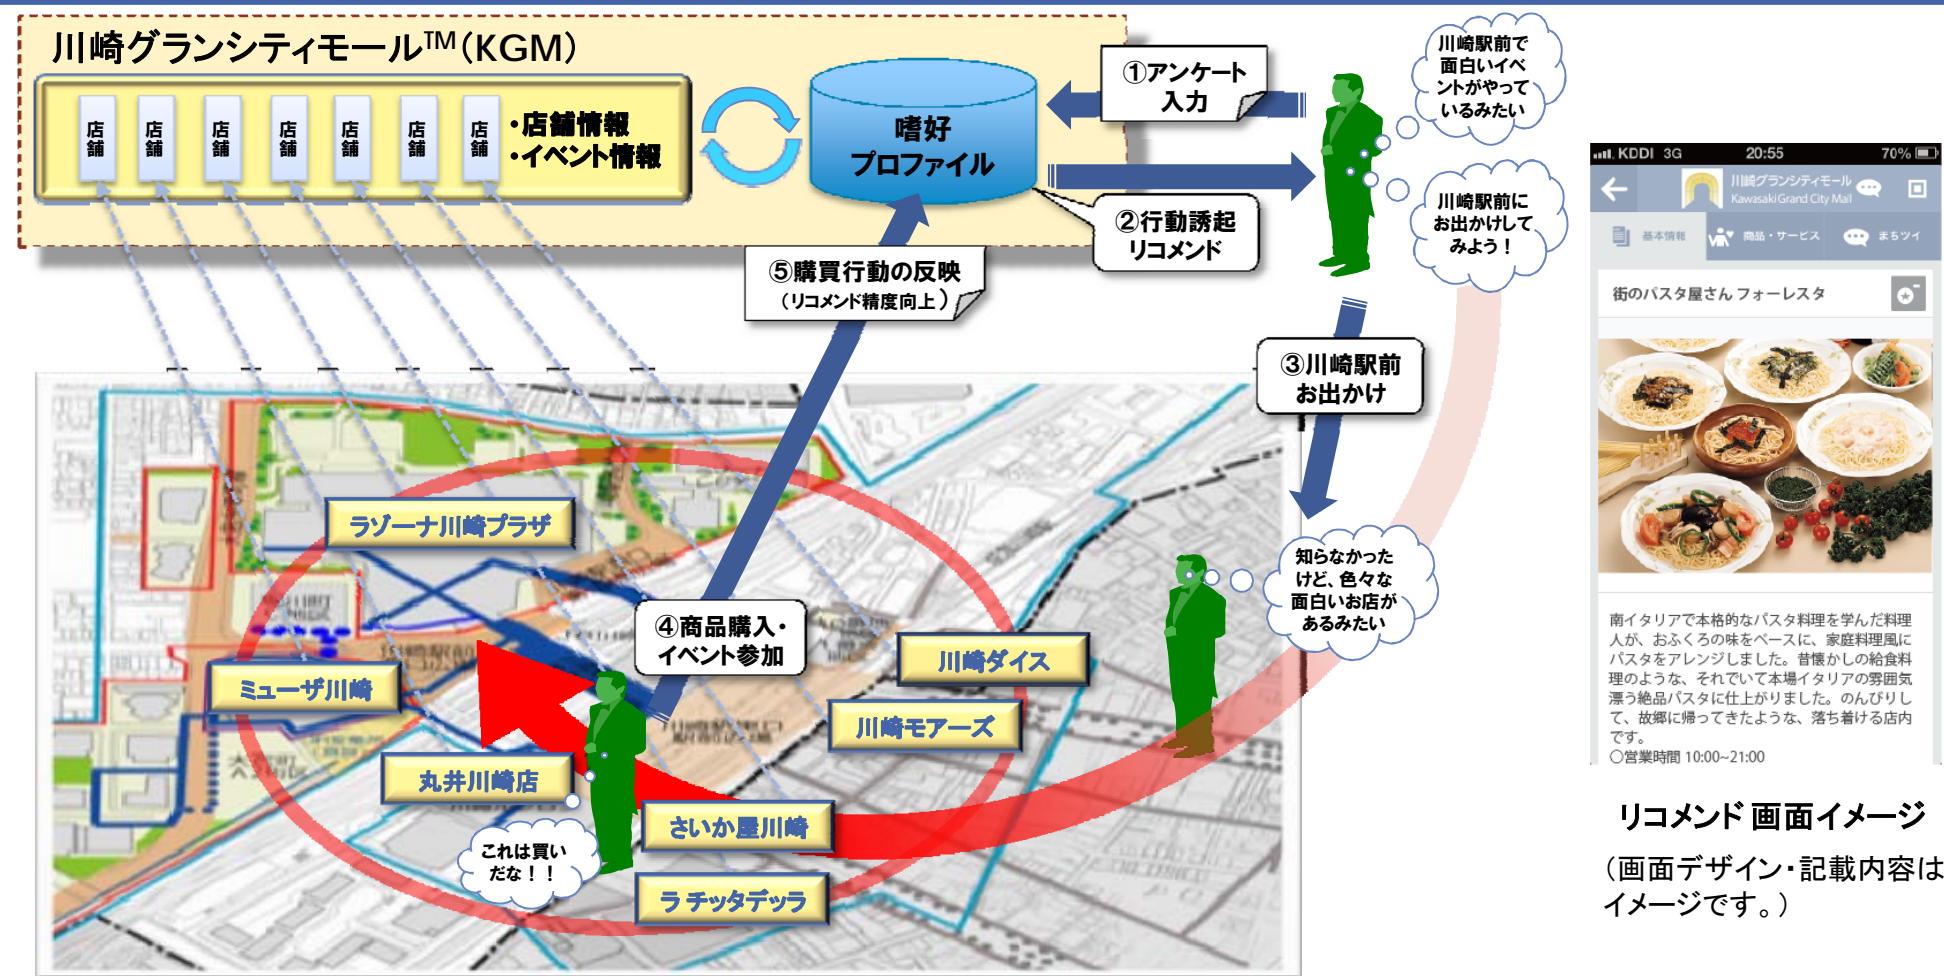 川崎グランシティモール™(KGM)
店舗
店舗
店舗
店舗
店舗
店舗
店舗
・店舗情報
・イベント情報
嗜好
プロファイル
①アンケート
入力
②行動誘起
リコメンド
川崎駅前で
面白いイベ
ントがやって
いるみたい
川崎駅前に
お出かけして
みよう!
⑤購買行動の反映
(リコメンド精度向上)
③川崎駅前
お出かけ
ラゾーナ川崎プラザ
知らなかった
けど、色々な
面白いお店が
あるみたい
④商品購入・
イベント参加
川崎ダイス
ミューザ川崎
川崎モアーズ
丸井川崎店
さいか屋川崎
これは買い
だな!!
ラ チッタデッラ
KDDI 3G 20:55 70%
川崎グランシティモール
Kawasaki Grand City Mall
基本情報 商品・サービス まちツイ
街のパスタ屋さん フォーレスタ
南イタリアで本格的なパスタ料理を学んだ料理
人が、おふくろの味をベースに、家庭料理風に
パスタをアレンジしました。昔懐かしの給食料
理のような、それでいて本場イタリアの雰囲気
漂う絶品パスタに仕上がりました。のんびりし
て、故郷に帰ってきたような、落ち着ける店内
です。
○営業時間 10:00~21:00
リコメンド 画面イメージ
(画面デザイン・記載内容は
イメージです。)